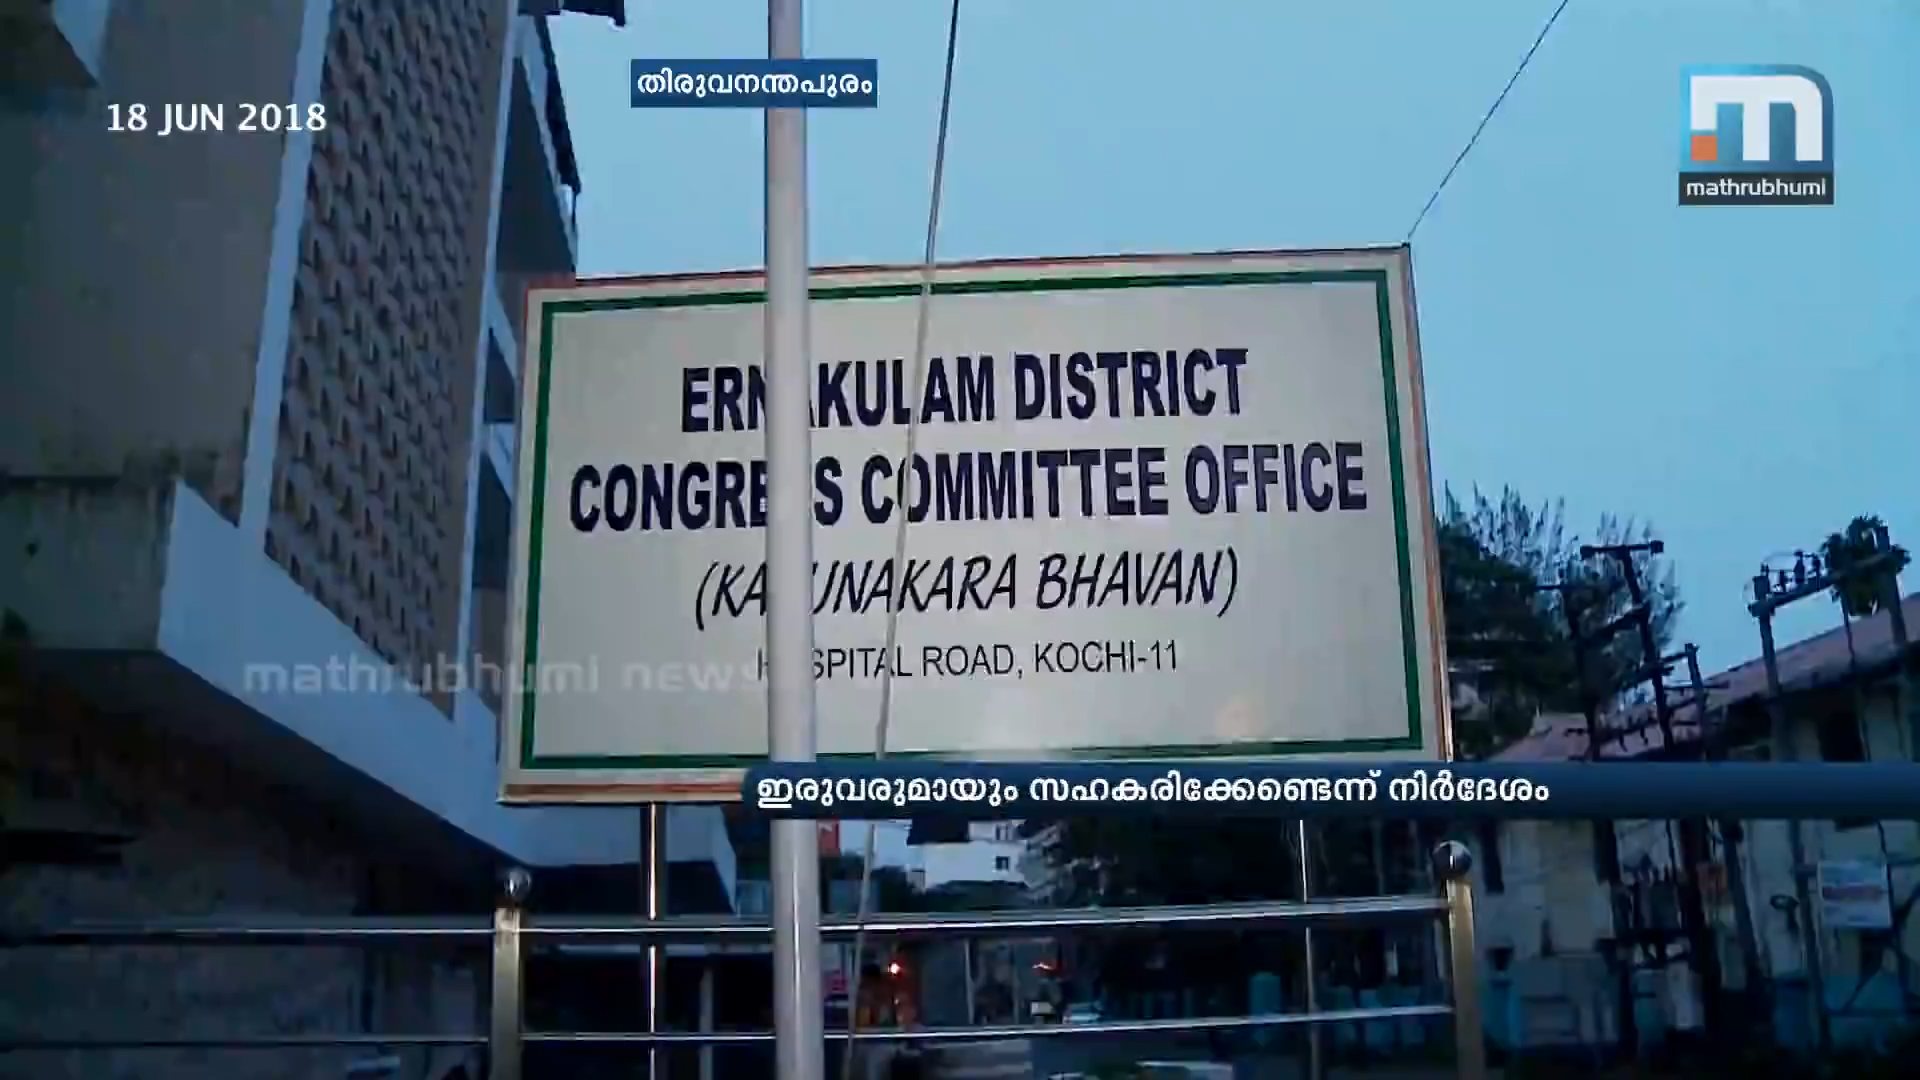 തിരുവനന്തപുരം
18 JUN 2018
mathrubhumi
ERNAKULAM DISTRICT
CONGRESS COMMITTEE OFFICE
(KARUNAKARA BHAVAN)
HOSPITAL ROAD, KOCHI-11
mathrubhumi news
ഇരുവരുമായും സഹകരിക്കേണ്ടെന്ന് നിർദേശം